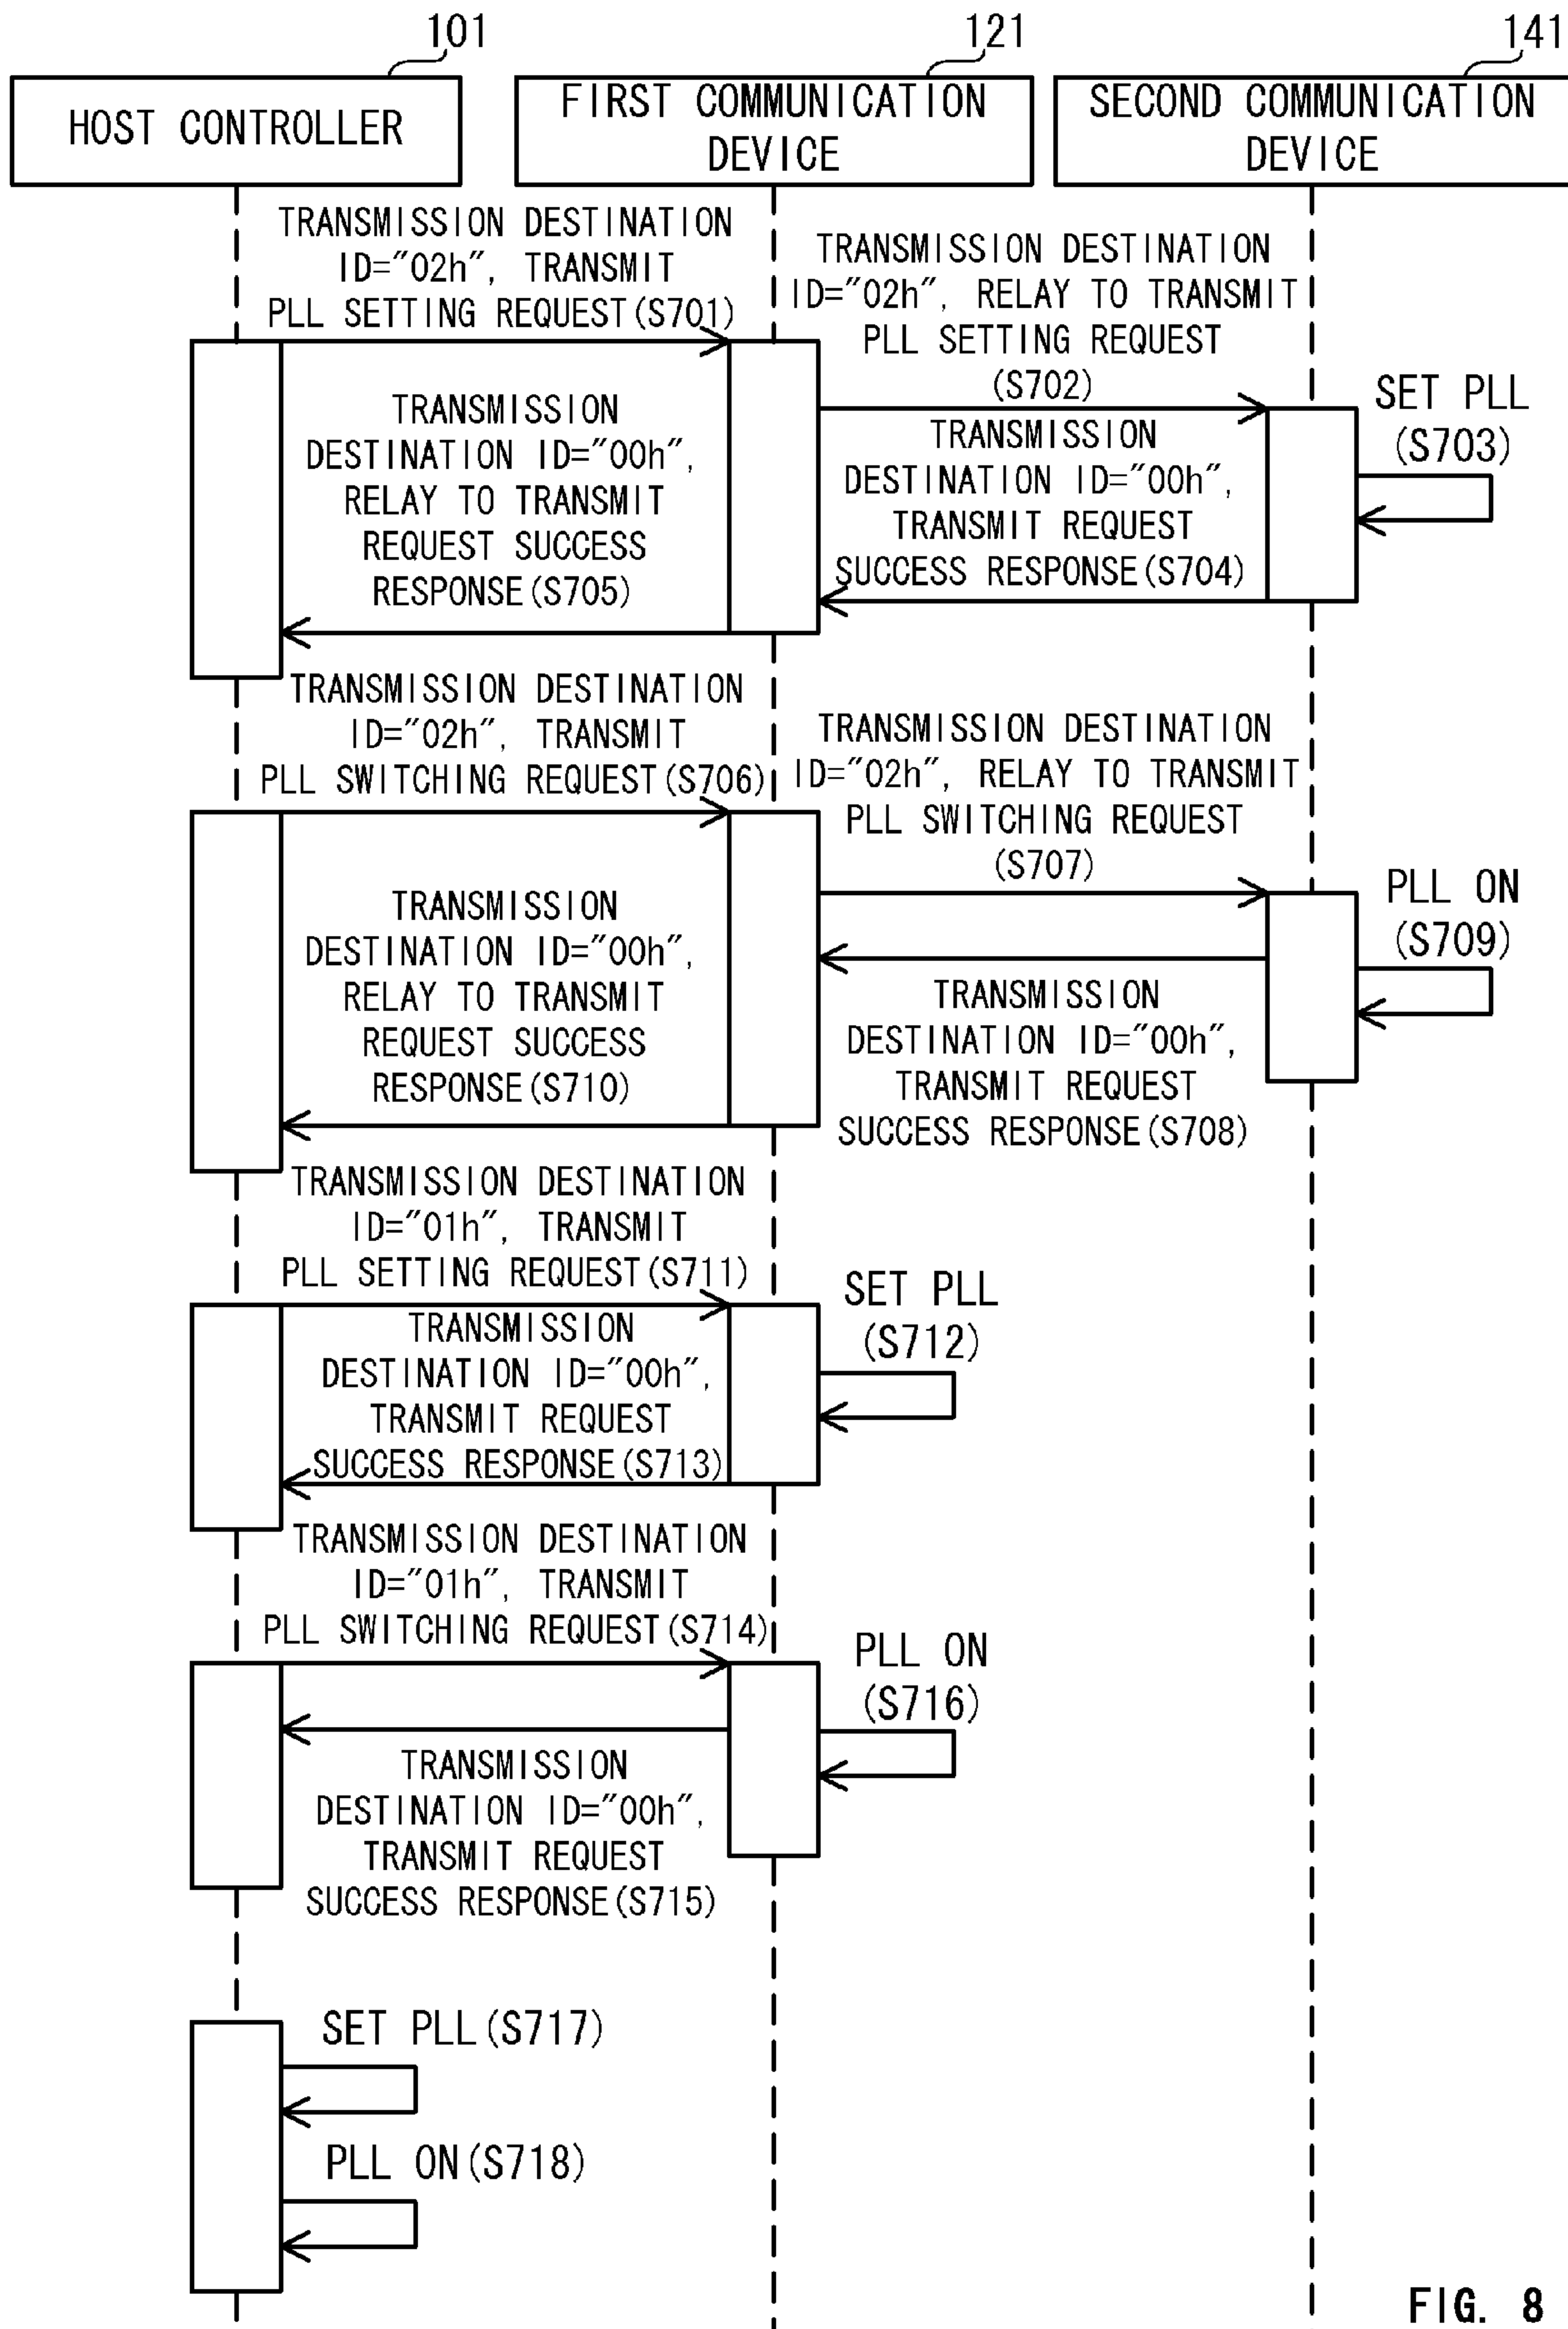 101
121
141
HOST CONTROLLER
FIRST COMMUNICATION
DEVICE
SECOND COMMUNICATION
DEVICE
TRANSMISSION DESTINATION
ID="02h", TRANSMIT
PLL SETTING REQUEST(S701)
TRANSMISSION DESTINATION
ID="02h", RELAY TO TRANSMIT
PLL SETTING REQUEST
(S702)
SET PLL
(S703)
TRANSMISSION
DESTINATION ID="00h",
TRANSMIT REQUEST
SUCCESS RESPONSE(S704)
TRANSMISSION
DESTINATION ID="00h",
RELAY TO TRANSMIT
REQUEST SUCCESS
RESPONSE(S705)
TRANSMISSION DESTINATION
ID="02h", TRANSMIT
PLL SWITCHING REQUEST(S706)
TRANSMISSION DESTINATION
ID="02h", RELAY TO TRANSMIT
PLL SWITCHING REQUEST
(S707)
PLL ON
(S709)
TRANSMISSION
DESTINATION ID="00h",
TRANSMIT REQUEST
SUCCESS RESPONSE(S708)
TRANSMISSION
DESTINATION ID="00h",
RELAY TO TRANSMIT
REQUEST SUCCESS
RESPONSE(S710)
TRANSMISSION DESTINATION
ID="01h", TRANSMIT
PLL SETTING REQUEST(S711)
SET PLL
(S712)
TRANSMISSION
DESTINATION ID="00h",
TRANSMIT REQUEST
SUCCESS RESPONSE(S713)
TRANSMISSION DESTINATION
ID="01h", TRANSMIT
PLL SWITCHING REQUEST(S714)
PLL ON
(S716)
TRANSMISSION
DESTINATION ID="00h",
TRANSMIT REQUEST
SUCCESS RESPONSE(S715)
SET PLL(S717)
PLL ON(S718)
FIG. 8